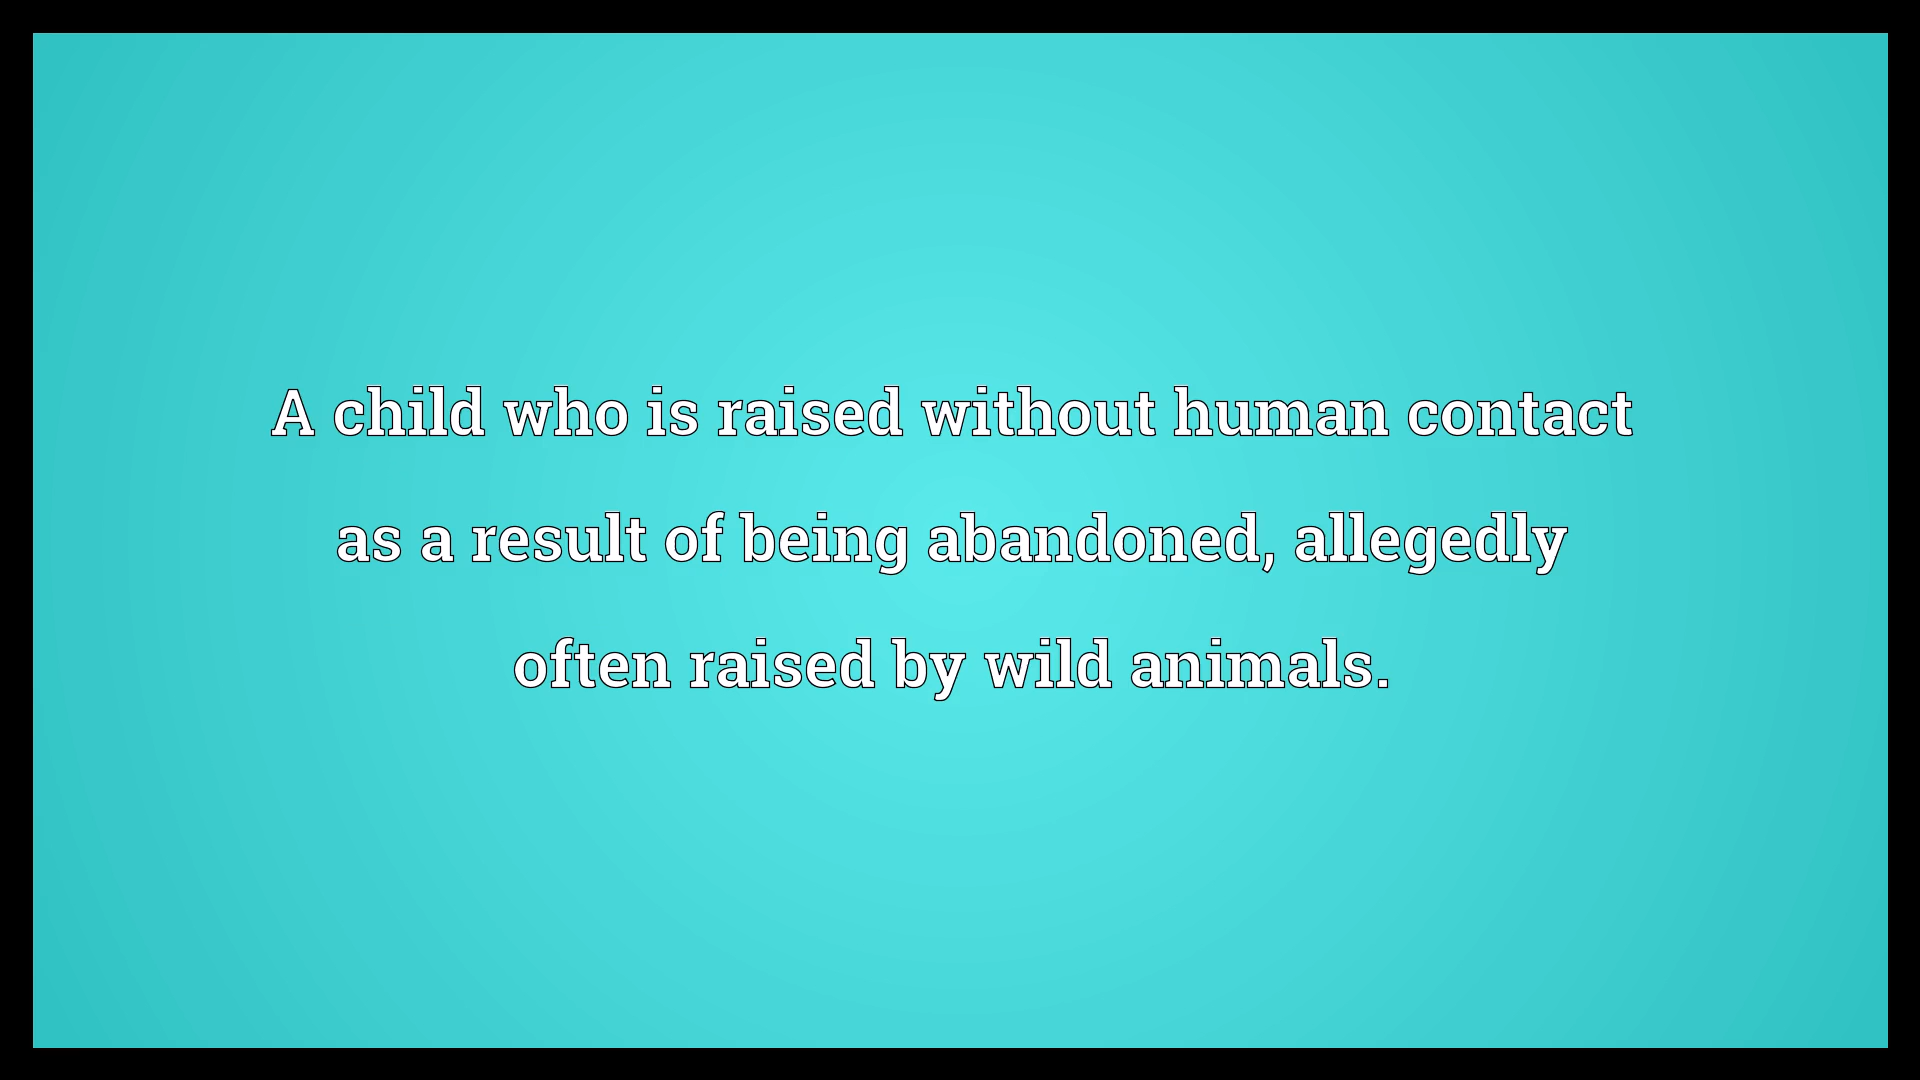 A child who is raised without human contact
as a result of being abandoned, allegedly
often raised by wild animals.